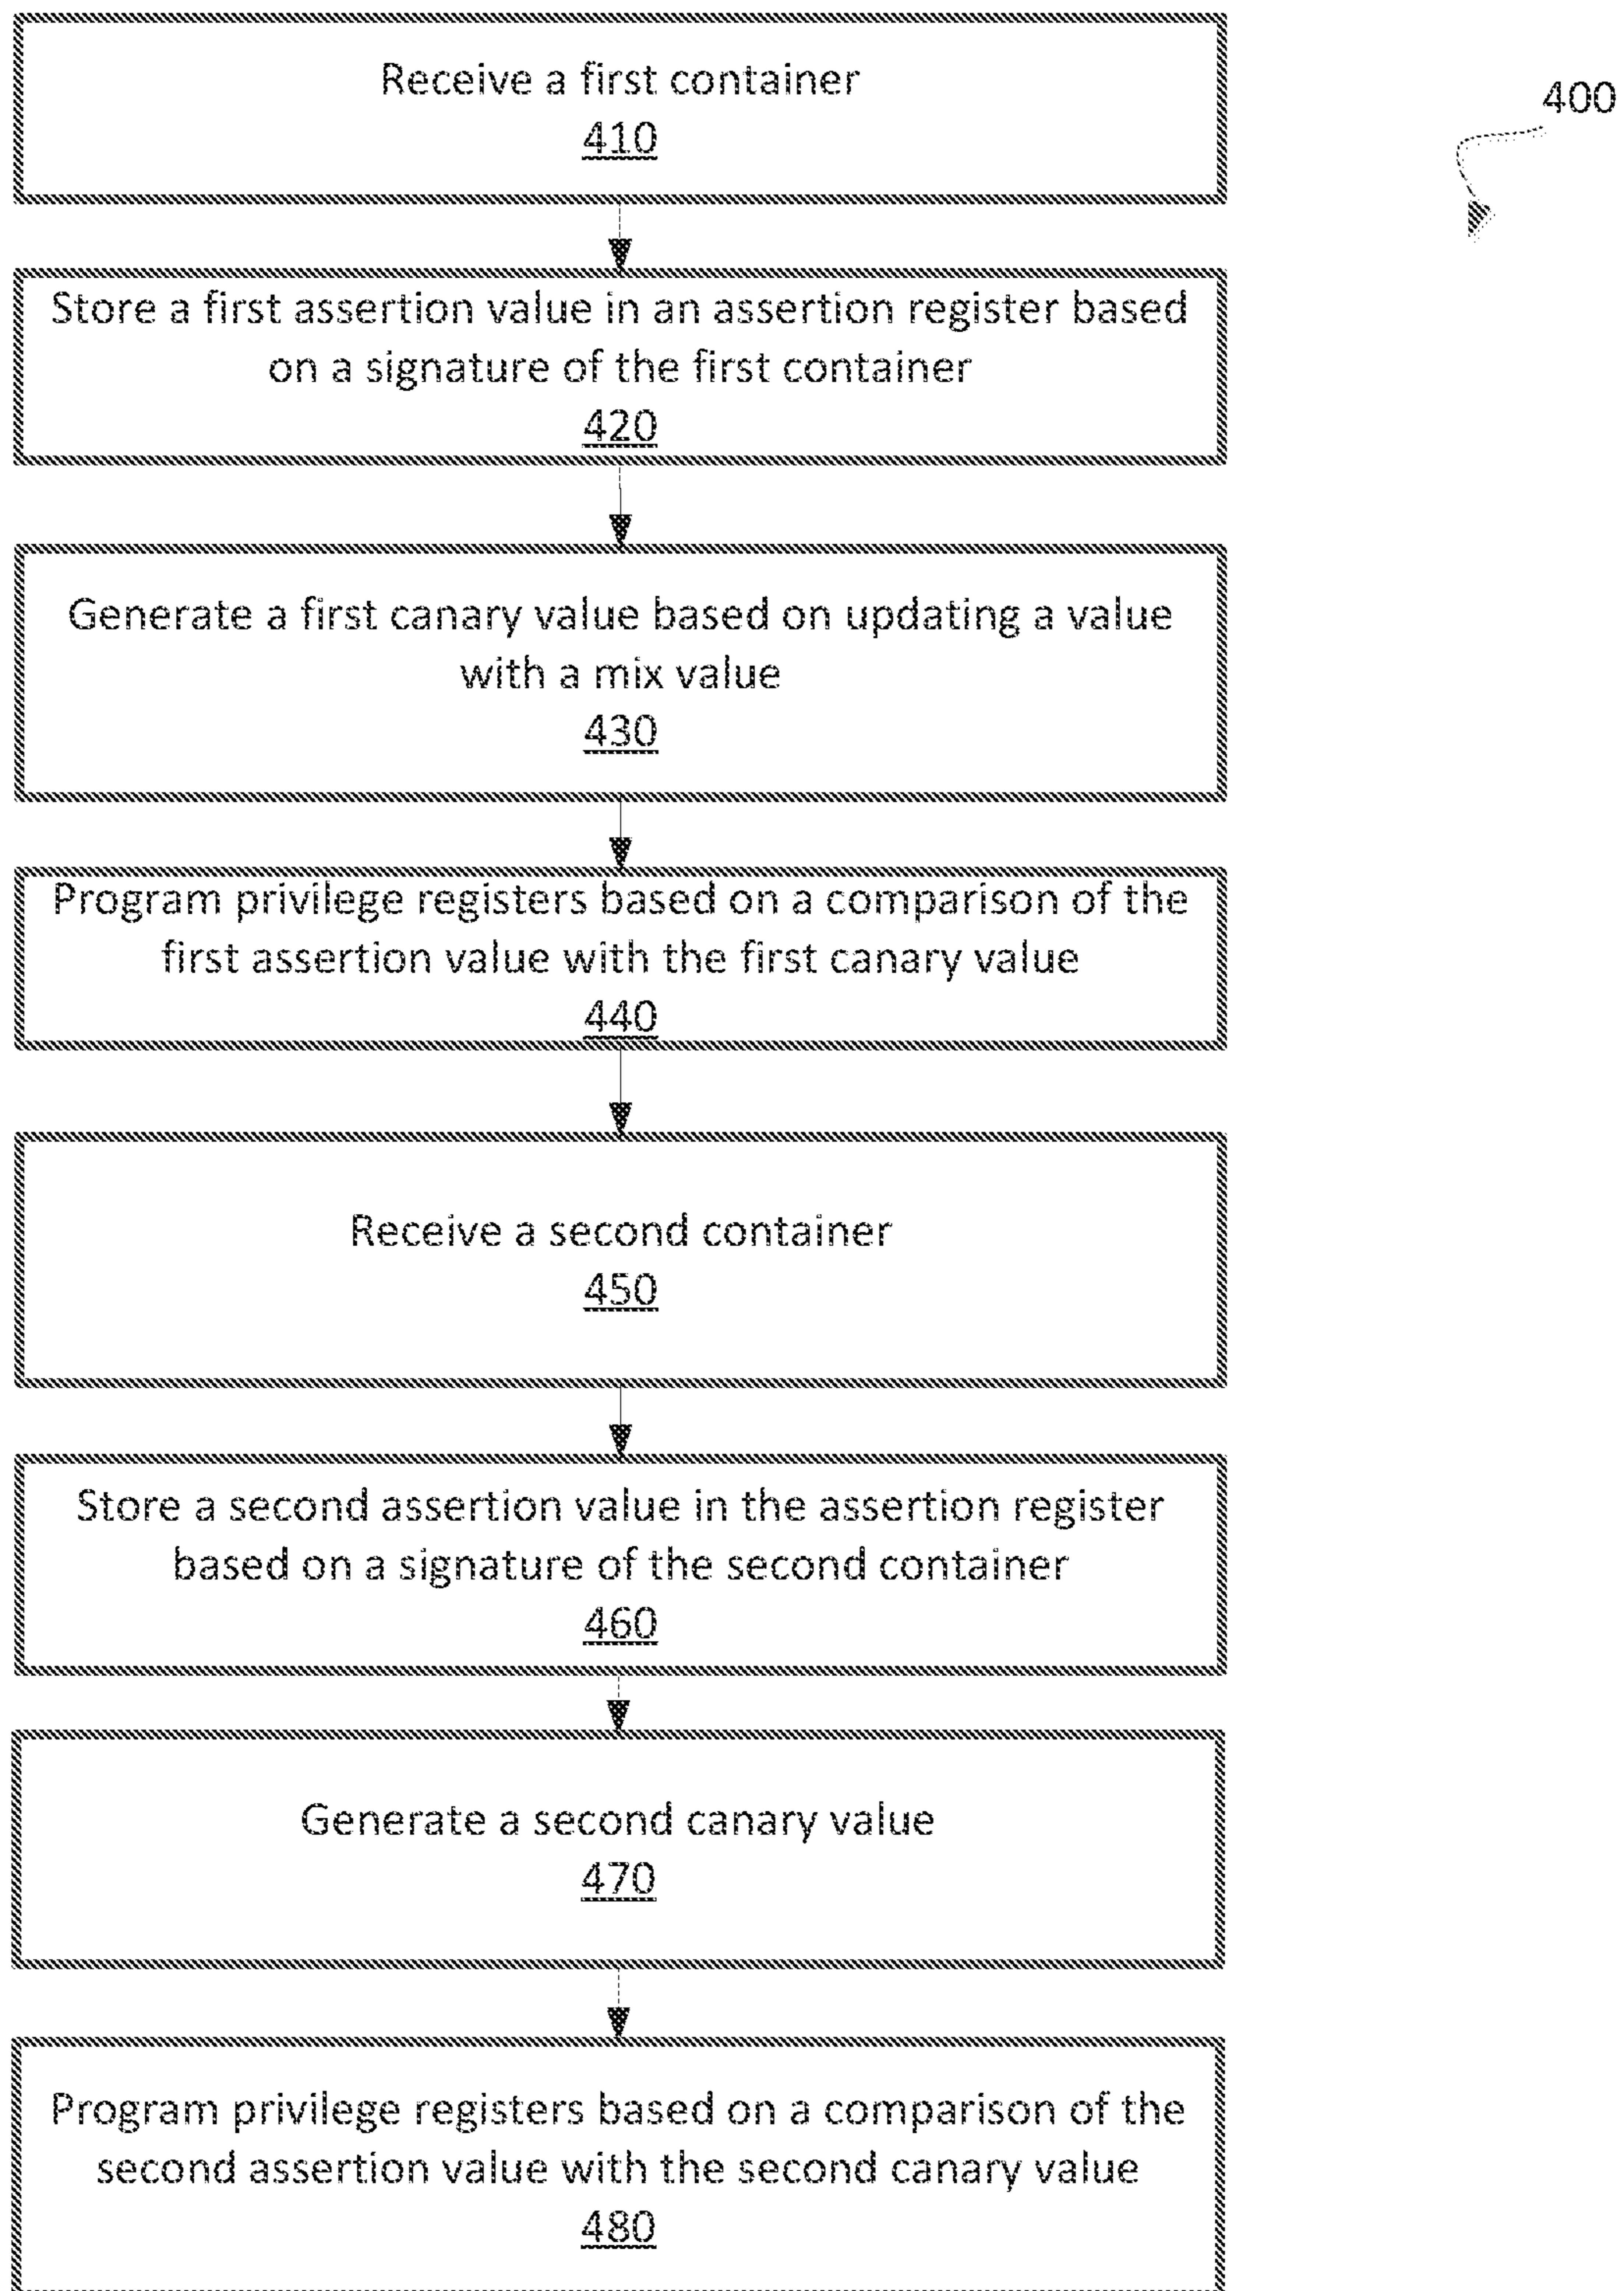 Receive a first container
410
400
Store a first assertion value in an assertion register based
on a signature of the first container
420
Generate a first canary value based on updating a value
with a mix value
430
Program privilege registers based on a comparison of the
first assertion value with the first canary value
440
Receive a second container
450
Store a second assertion value in the assertion register
based on a signature of the second container
460
Generate a second canary value
470
Program privilege registers based on a comparison of the
second assertion value with the second canary value
480